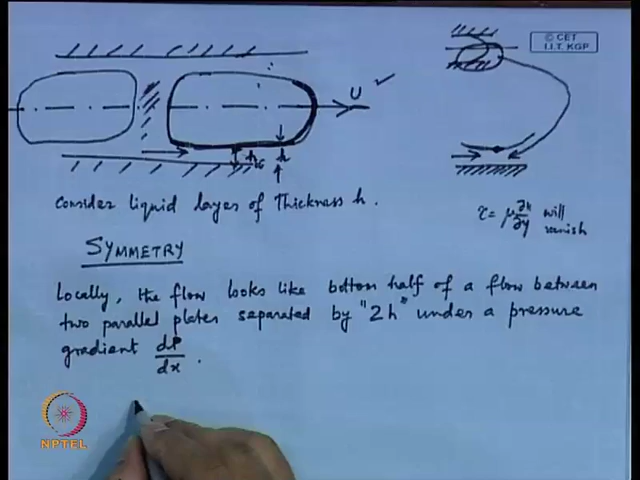 © CET
I.I.T. KGP
U
h
Consider liquid layer of Thickness h.
τ = μ ∂u/∂y will
vanish
SYMMETRY
Locally, the flow looks like bottom half of a flow between
two parallel plates separated by "2h" under a pressure
gradient dP/dx.
NPTEL